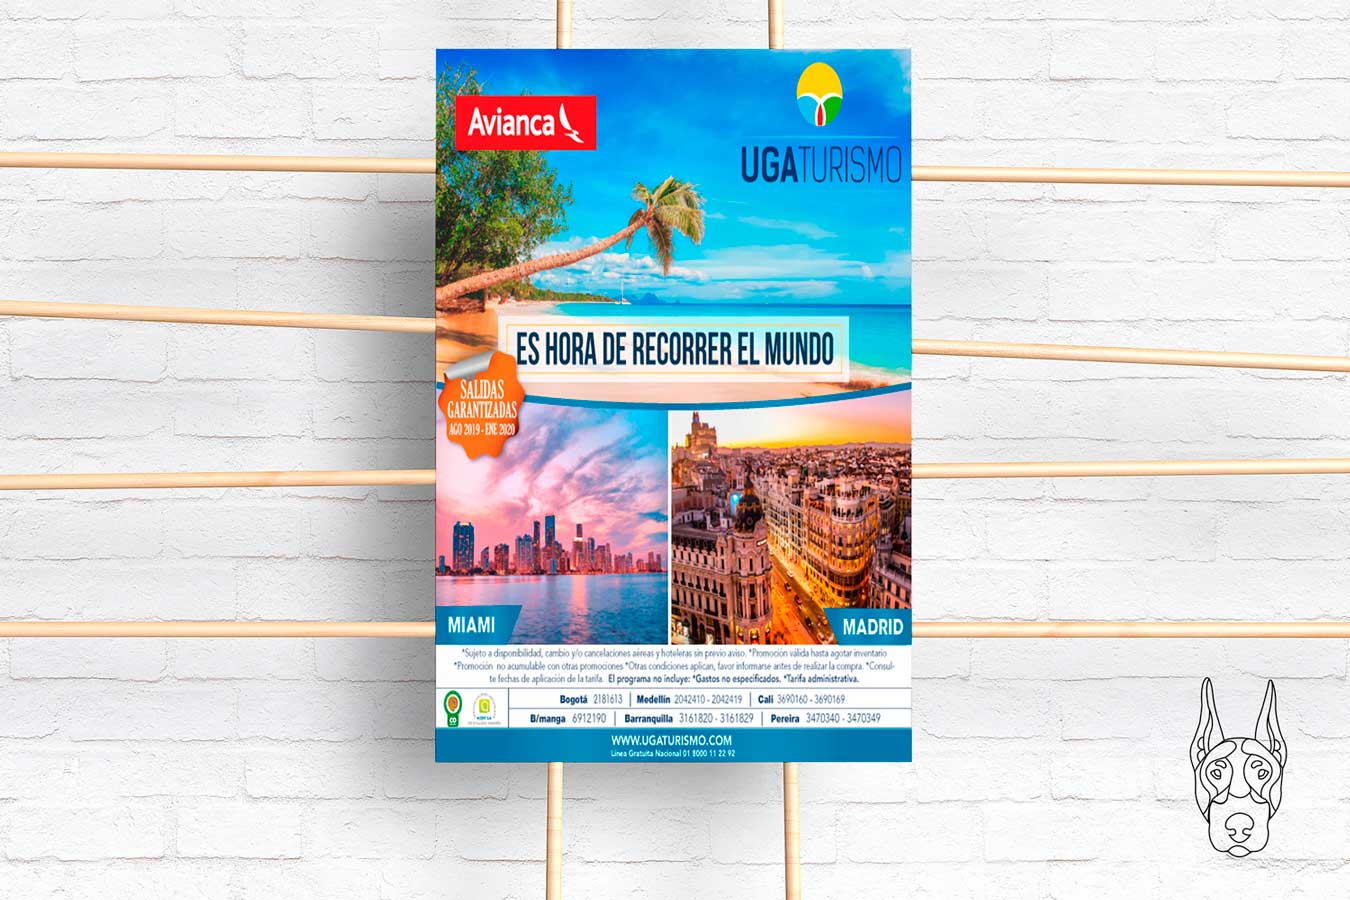 Avianca
UGATURISMO
ES HORA DE RECORRER EL MUNDO
SALIDAS
GARANTIZADAS
AGO 2019 - ENE 2020
MIAMI
MADRID
*Sujeto a disponibilidad, cambio y/o cancelaciones aéreas y hoteleras sin previo aviso. *Promoción válida hasta agotar inventario
*Promoción no acumulable con otras promociones *Otras condiciones aplican, favor informarse antes de realizar la compra. *Consul-
te fechas de aplicación de la tarifa. El programa no incluye: *Gastos no especificados. *Tarifa administrativa.
Bogotá 2181613 | Medellín 2042410 - 2042419 | Cali 3690160 - 3690169
B/manga 6912190 | Barranquilla 3161820 - 3161829 | Pereira 3470340 - 3470349
WWW.UGATURISMO.COM
Línea Gratuita Nacional 01 8000 11 22 92